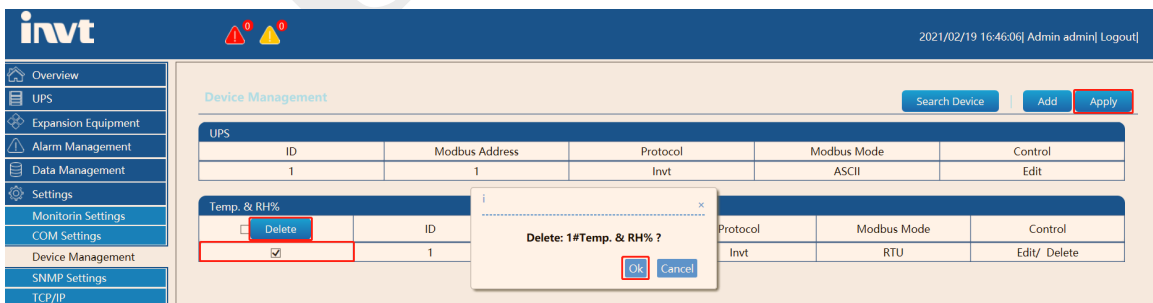 invt
0 0
2021/02/19 16:46:06| Admin admin| Logout|
Overview
UPS
Expansion Equipment
Alarm Management
Data Management
Settings
Monitorin Settings
COM Settings
Device Management
SNMP Settings
TCP/IP
Device Management
Search Device | Add Apply
UPS
ID Modbus Address Protocol Modbus Mode Control
1 1 Invt ASCII Edit
Temp. & RH%
Delete ID Protocol Modbus Mode Control
1 Invt RTU Edit/ Delete
i ×
Delete: 1#Temp. & RH% ?
Ok Cancel